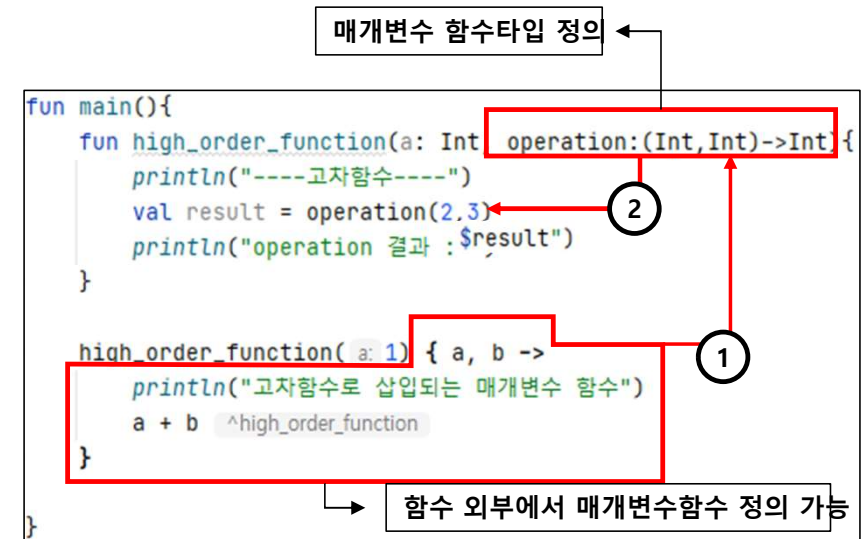 매개변수 함수타입 정의
fun main(){
fun high_order_function(a: Int, operation:(Int,Int)->Int){
println("----고차함수----")
val result = operation(2,3)
println("operation 결과 : $result")
}
2
high_order_function( a: 1) { a, b ->
println("고차함수로 삽입되는 매개변수 함수")
a + b ^high_order_function
}
1
함수 외부에서 매개변수함수 정의 가능
}